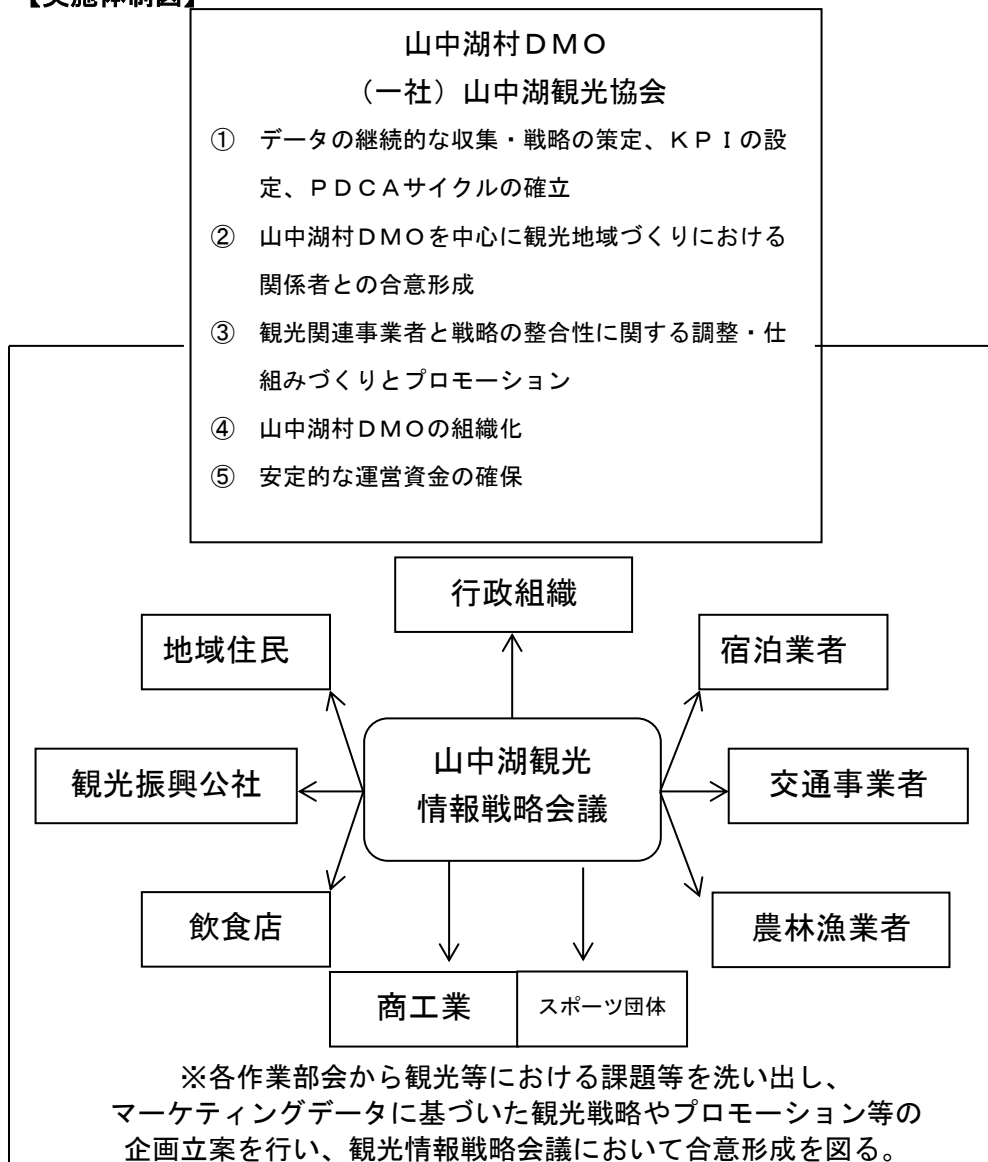 【実施体制図】
山中湖村ＤＭＯ
（一社）山中湖観光協会
① データの継続的な収集・戦略の策定、ＫＰＩの設
定、ＰＤＣＡサイクルの確立
② 山中湖村ＤＭＯを中心に観光地域づくりにおける
関係者との合意形成
③ 観光関連事業者と戦略の整合性に関する調整・仕
組みづくりとプロモーション
④ 山中湖村ＤＭＯの組織化
⑤ 安定的な運営資金の確保
行政組織
地域住民
宿泊業者
山中湖観光
情報戦略会議
観光振興公社
交通事業者
飲食店
農林漁業者
商工業
スポーツ団体
※各作業部会から観光等における課題等を洗い出し、
マーケティングデータに基づいた観光戦略やプロモーション等の
企画立案を行い、観光情報戦略会議において合意形成を図る。